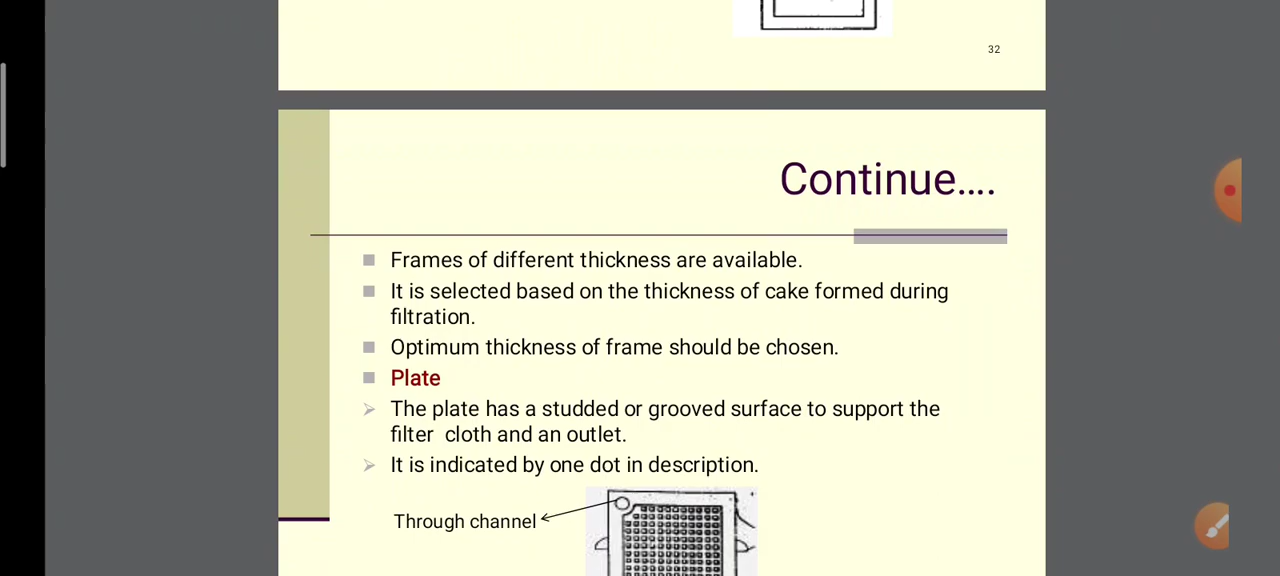 32
Continue....
Frames of different thickness are available.
It is selected based on the thickness of cake formed during
filtration.
Optimum thickness of frame should be chosen.
Plate
The plate has a studded or grooved surface to support the
filter cloth and an outlet.
It is indicated by one dot in description.
Through channel